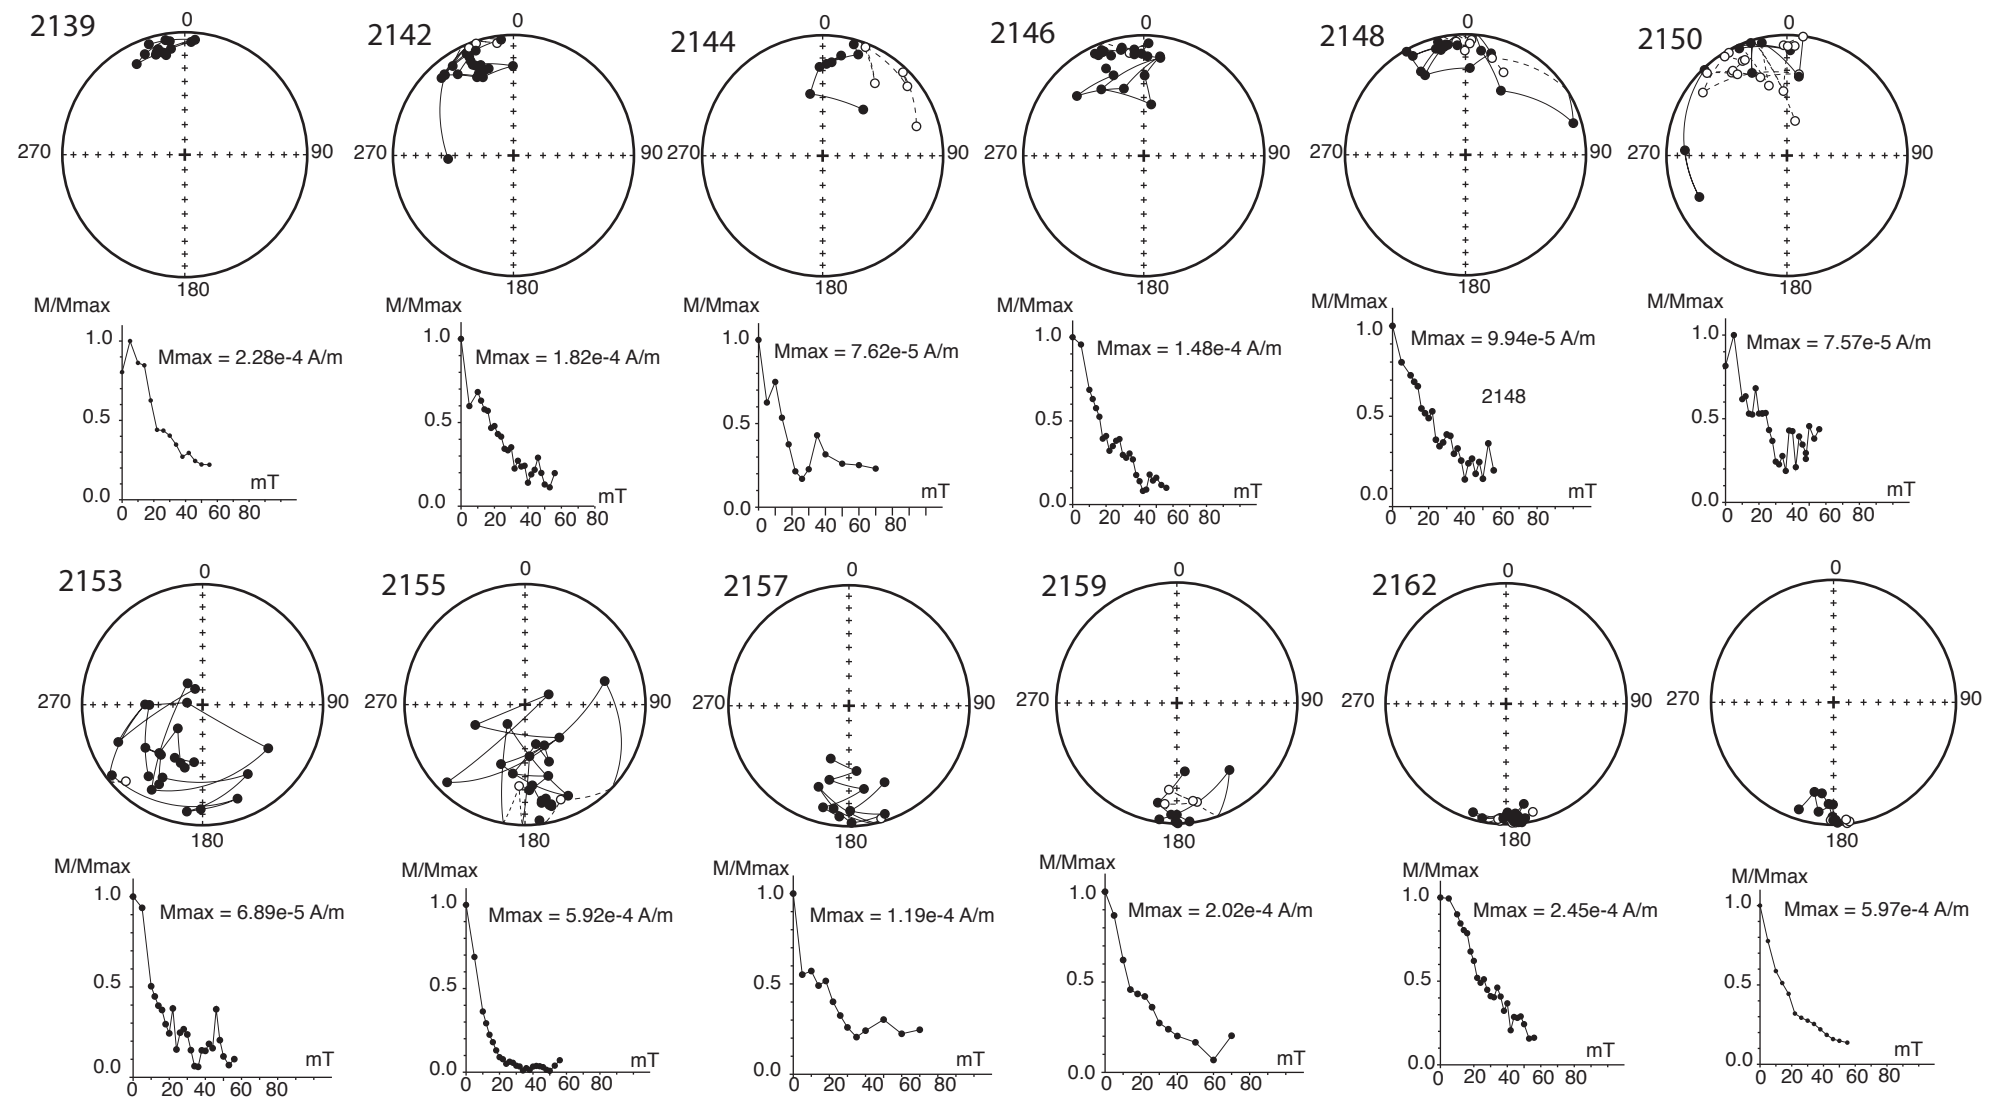 2139 0 2142 0 2144 0 2146 0 2148 0 2150 0
270 90 270 90 270 90 270 90 270 90 270 90
180 180 180 180 180 180
M/Mmax M/Mmax M/Mmax M/Mmax M/Mmax M/Mmax
1.0 Mmax = 2.28e-4 A/m 1.0 Mmax = 1.82e-4 A/m 1.0 Mmax = 7.62e-5 A/m 1.0 Mmax = 1.48e-4 A/m 1.0 Mmax = 9.94e-5 A/m 1.0 Mmax = 7.57e-5 A/m
2148
0.5 0.5 0.5 0.5 0.5 0.5
mT mT mT mT mT mT
0.0 0.0 0.0 0.0 0.0 0.0
0 20 40 60 80 0 20 40 60 80 0 20 40 60 80 0 20 40 60 80 0 20 40 60 80 0 20 40 60 80
2153 0 2155 0 2157 0 2159 0 2162 0 0
270 90 270 90 270 90 270 90 270 90 270 90
180 180 180 180 180 180
M/Mmax M/Mmax M/Mmax M/Mmax M/Mmax M/Mmax
1.0 Mmax = 6.89e-5 A/m 1.0 Mmax = 5.92e-4 A/m 1.0 Mmax = 1.19e-4 A/m 1.0 Mmax = 2.02e-4 A/m 1.0 Mmax = 2.45e-4 A/m 1.0 Mmax = 5.97e-4 A/m
0.5 0.5 0.5 0.5 0.5 0.5
mT mT mT mT mT mT
0.0 0.0 0.0 0.0 0.0 0.0
0 20 40 60 80 0 20 40 60 80 0 20 40 60 80 0 20 40 60 80 0 20 40 60 80 0 20 40 60 80